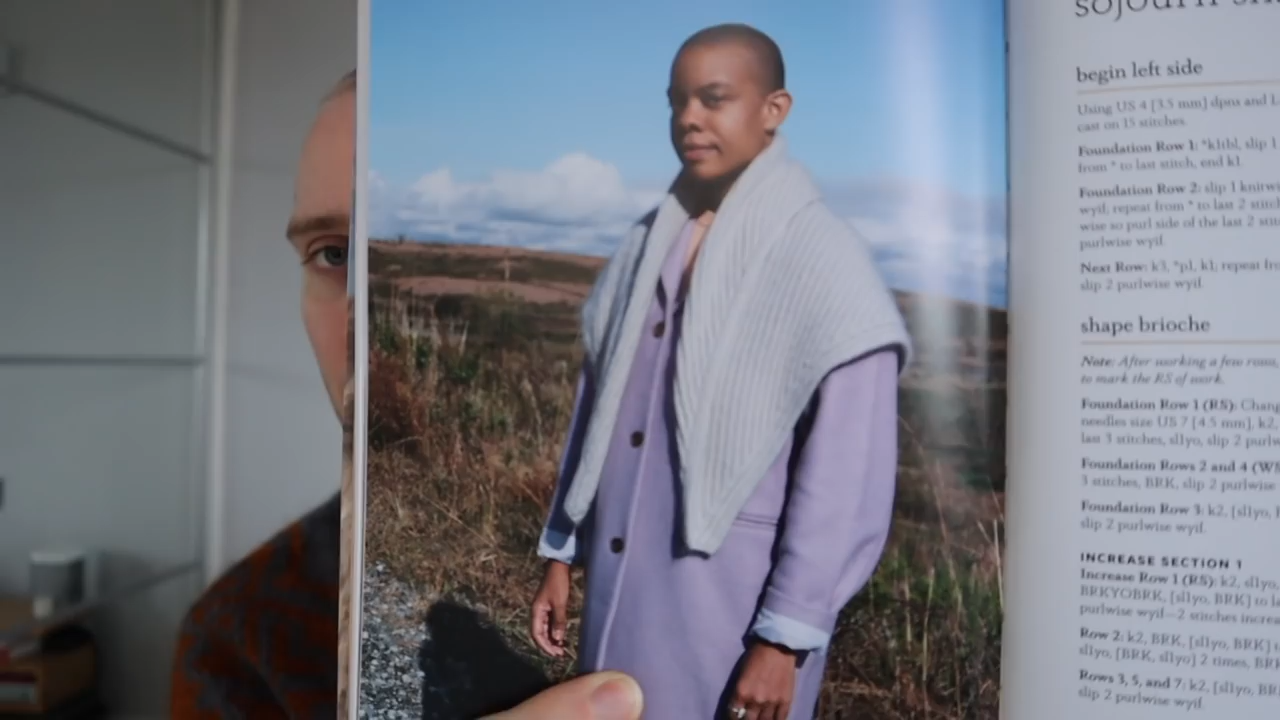 sojourn
begin left side
Using US 4 [3.5 mm] dpns and
cast on 15 stitches.
Foundation Row 1: *k1tbl, slip 1
from * to last stitch, end k1.
Foundation Row 2: slip 1 knitwi
wyif; repeat from * to last 2 stitch
wise so purl side of the last 2 stit
purlwise wyif.
Next Row: k3, *p1, k1; repeat fro
slip 2 purlwise wyif.
shape brioche
Note: After working a few rows,
to mark the RS of work.
Foundation Row 1 (RS): Chang
needles size US 7 [4.5 mm], k2,
last 3 stitches, sl1yo, slip 2 purlw
Foundation Rows 2 and 4 (WS
3 stitches, BRK, slip 2 purlwise
Foundation Row 3: k2, [sl1yo, B
slip 2 purlwise wyif.
INCREASE SECTION 1
Increase Row 1 (RS): k2, sl1yo,
BRKYOBRK, [sl1yo, BRK] to la
purlwise wyif—2 stitches increa
Row 2: k2, BRK, [sl1yo, BRK] t
sl1yo, [BRK, sl1yo] 2 times, BRK
Rows 3, 5, and 7: k2, [sl1yo, BR
slip 2 purlwise wyif.